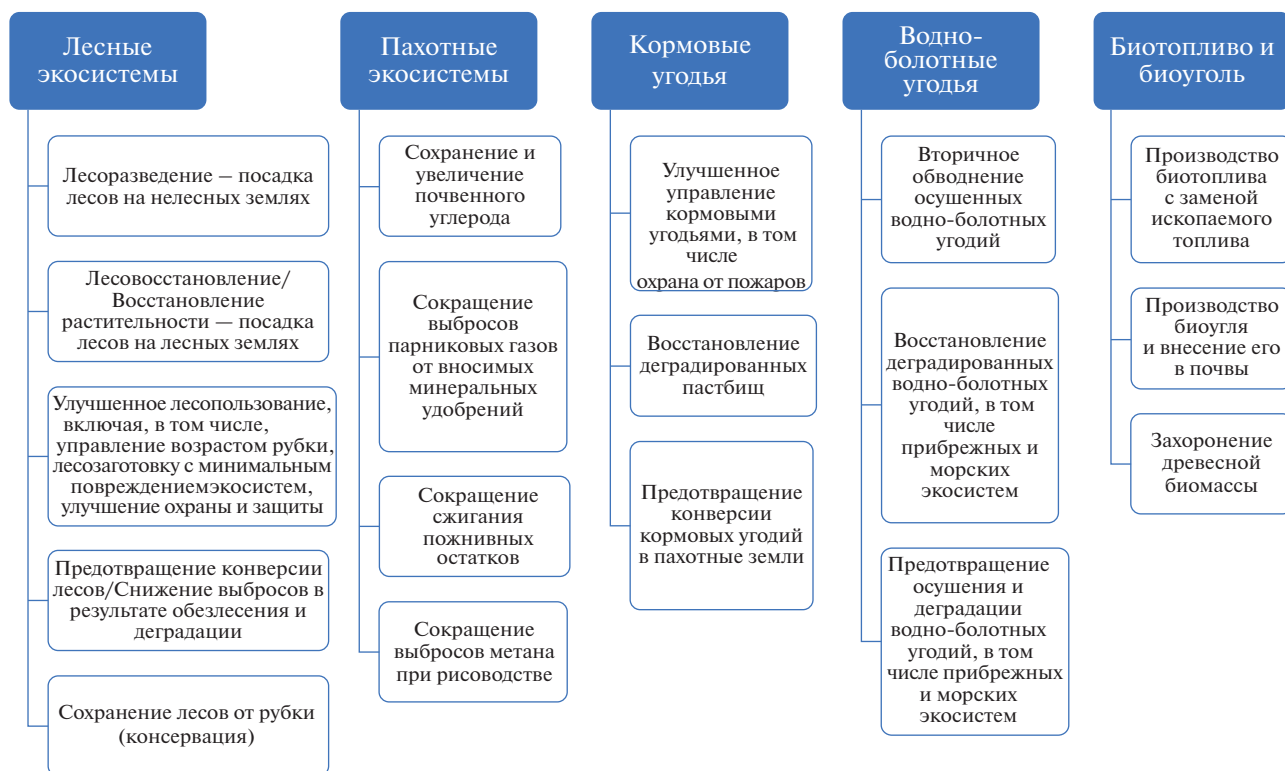 Лесные
экосистемы
Лесоразведение — посадка
лесов на нелесных землях
Лесовосстановление/
Восстановление
растительности — посадка
лесов на лесных землях
Улучшенное лесопользование,
включая, в том числе,
управление возрастом рубки,
лесозаготовку с минимальным
повреждениемэкосистем,
улучшение охраны и защиты
Предотвращение конверсии
лесов/Снижение выбросов в
результате обезлесения и
деградации
Сохранение лесов от рубки
(консервация)
Пахотные
экосистемы
Сохранение и
увеличение
почвенного
углерода
Сокращение
выбросов
парниковых газов
от вносимых
минеральных
удобрений
Сокращение
сжигания
пожнивных
остатков
Сокращение
выбросов метана
при рисоводстве
Кормовые
угодья
Улучшенное
управление
кормовыми
угодьями, в том
числе
охрана от пожаров
Восстановление
деградированных
пастбищ
Предотвращение
конверсии
кормовых угодий
в пахотные земли
Водно-
болотные
угодья
Вторичное
обводнение
осушенных
водно-болотных
угодий
Восстановление
деградированных
водно-болотных
угодий, в том
числе
прибрежных и
морских
экосистем
Предотвращение
осушения и
деградации
водно-болотных
угодий, в том
числе прибрежных
и морских
экосистем
Биотопливо и
биоуголь
Производство
биотоплива
с заменой
ископаемого
топлива
Производство
биоугля
и внесение его
в почвы
Захоронение
древесной
биомассы